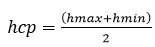 hcp = (hmax+hmin)/2